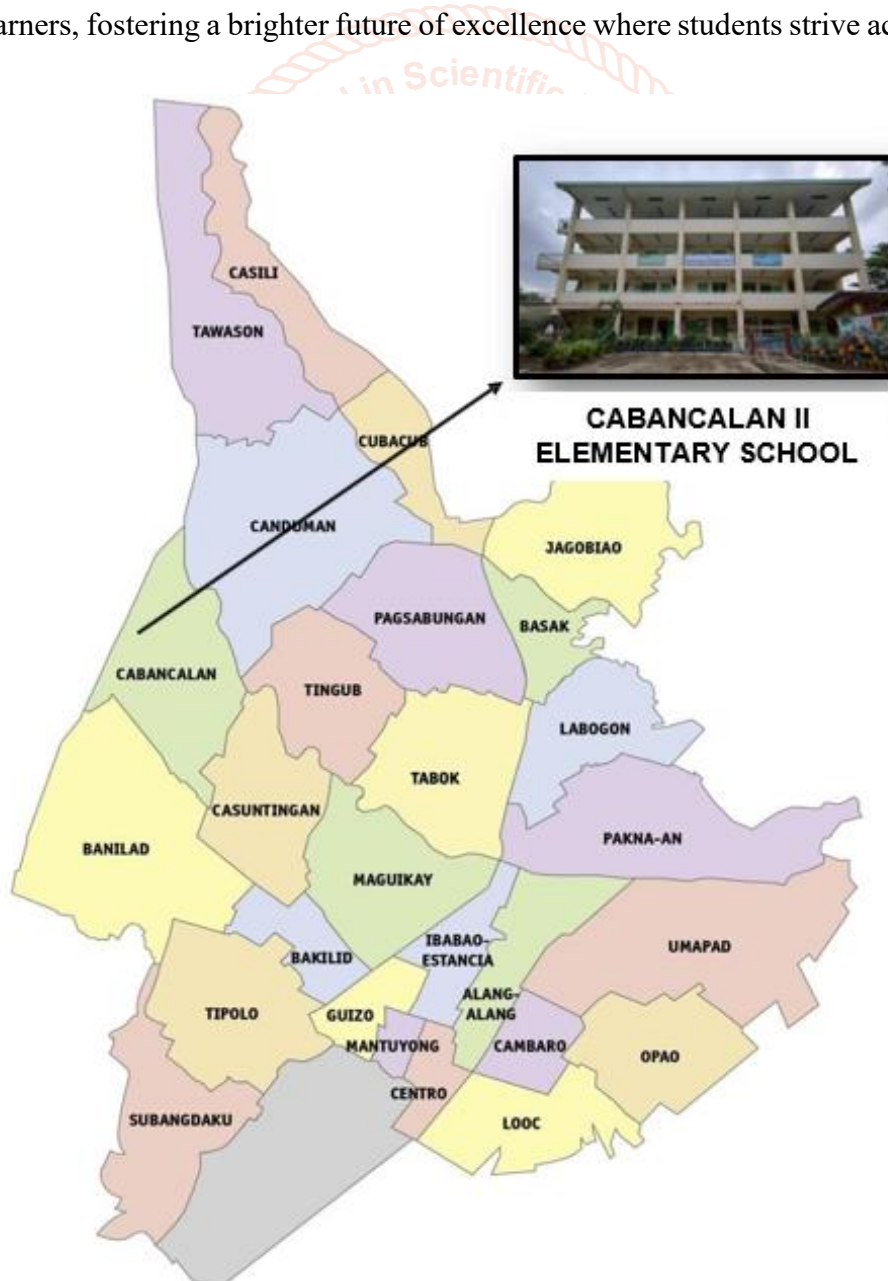 arners, fostering a brighter future of excellence where students strive ac
in Scientific
CASILI
TAWASON
CABANCALAN II
ELEMENTARY SCHOOL
CUBACUB
CANDUMAN
JAGOBIAO
PAGSABUNGAN
BASAK
CABANCALAN
TINGUB
LABOGON
TABOK
CASUNTINGAN
PAKNA-AN
BANILAD
MAGUIKAY
IBABAO-
ESTANCIA
UMAPAD
BAKILID
ALANG-
ALANG
TIPOLO
GUIZO
MANTUYONG
CAMBARO
OPAO
CENTRO
SUBANGDAKU
LOOC